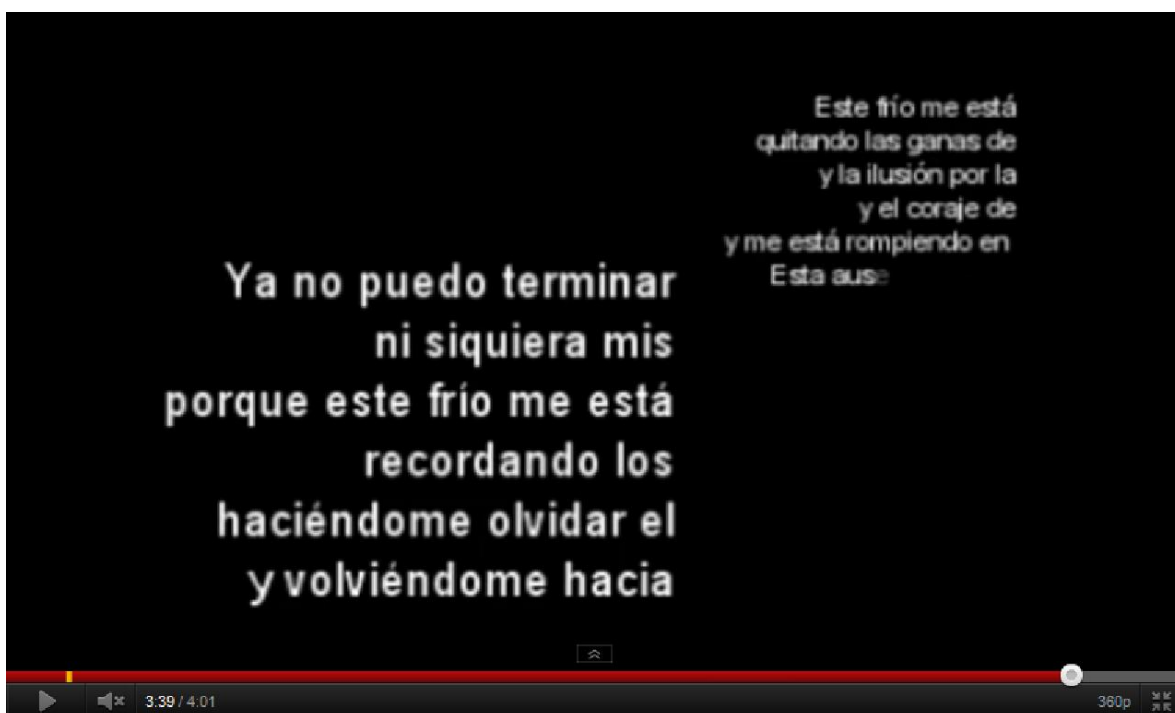 Ya no puedo terminar
ni siquiera mis
porque este frío me está
recordando los
haciéndome olvidar el
y volviéndome hacia
Este frío me está
quitando las ganas de
y la ilusión por la
y el coraje de
y me está rompiendo en
Esta ause
3:39 / 4:01
360p